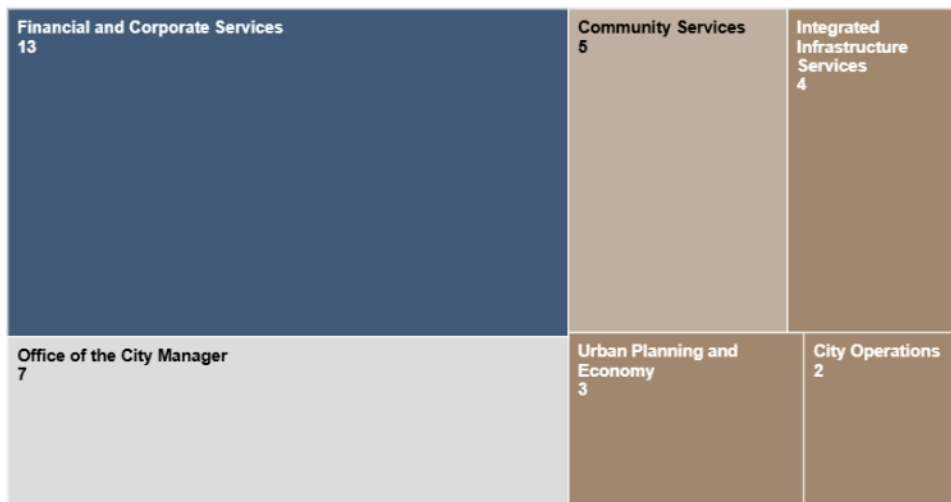 Financial and Corporate Services
13
Community Services
5
Integrated
Infrastructure
Services
4
Office of the City Manager
7
Urban Planning and
Economy
3
City Operations
2